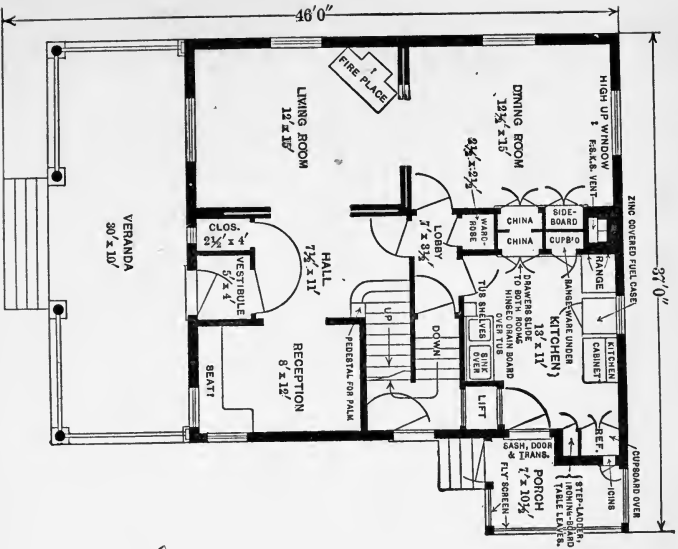 46'0"
37'0"
FIRE PLACE
LIVING ROOM
12' x 15'
DINING ROOM
12½' x 15'
HIGH UP WINDOW
F.S.K.S. VENT
ZINC COVERED FUEL CASE
2½' x 2½'
WARD-
ROBE
CHINA
CHINA
SIDE-
BOARD
CUPB'D
RANGE
CLOS.
2½' x 4'
VESTIBULE
5' x 4'
HALL
7½' x 11'
LOBBY
7' x 3½'
VERANDA
30' x 10'
RECEPTION
8' x 12'
SEAT
PEDESTAL FOR PALM
UP
DOWN
TUB SHELVES
SINK
OVER
HINGED DRAIN BOARD
OVER TUB
DRAWERS SLIDE
TO BOTH ROOMS
RANGE-WARE UNDER
KITCHEN
13' x 11'
KITCHEN
CABINET
LIFT
SASH, DOOR
& TRANS.
PORCH
7' x 10½'
FLY SCREEN
REF.
ICING
CUPBOARD OVER
STEP-LADDER,
IRONING-BOARD
TABLE LEAVES.